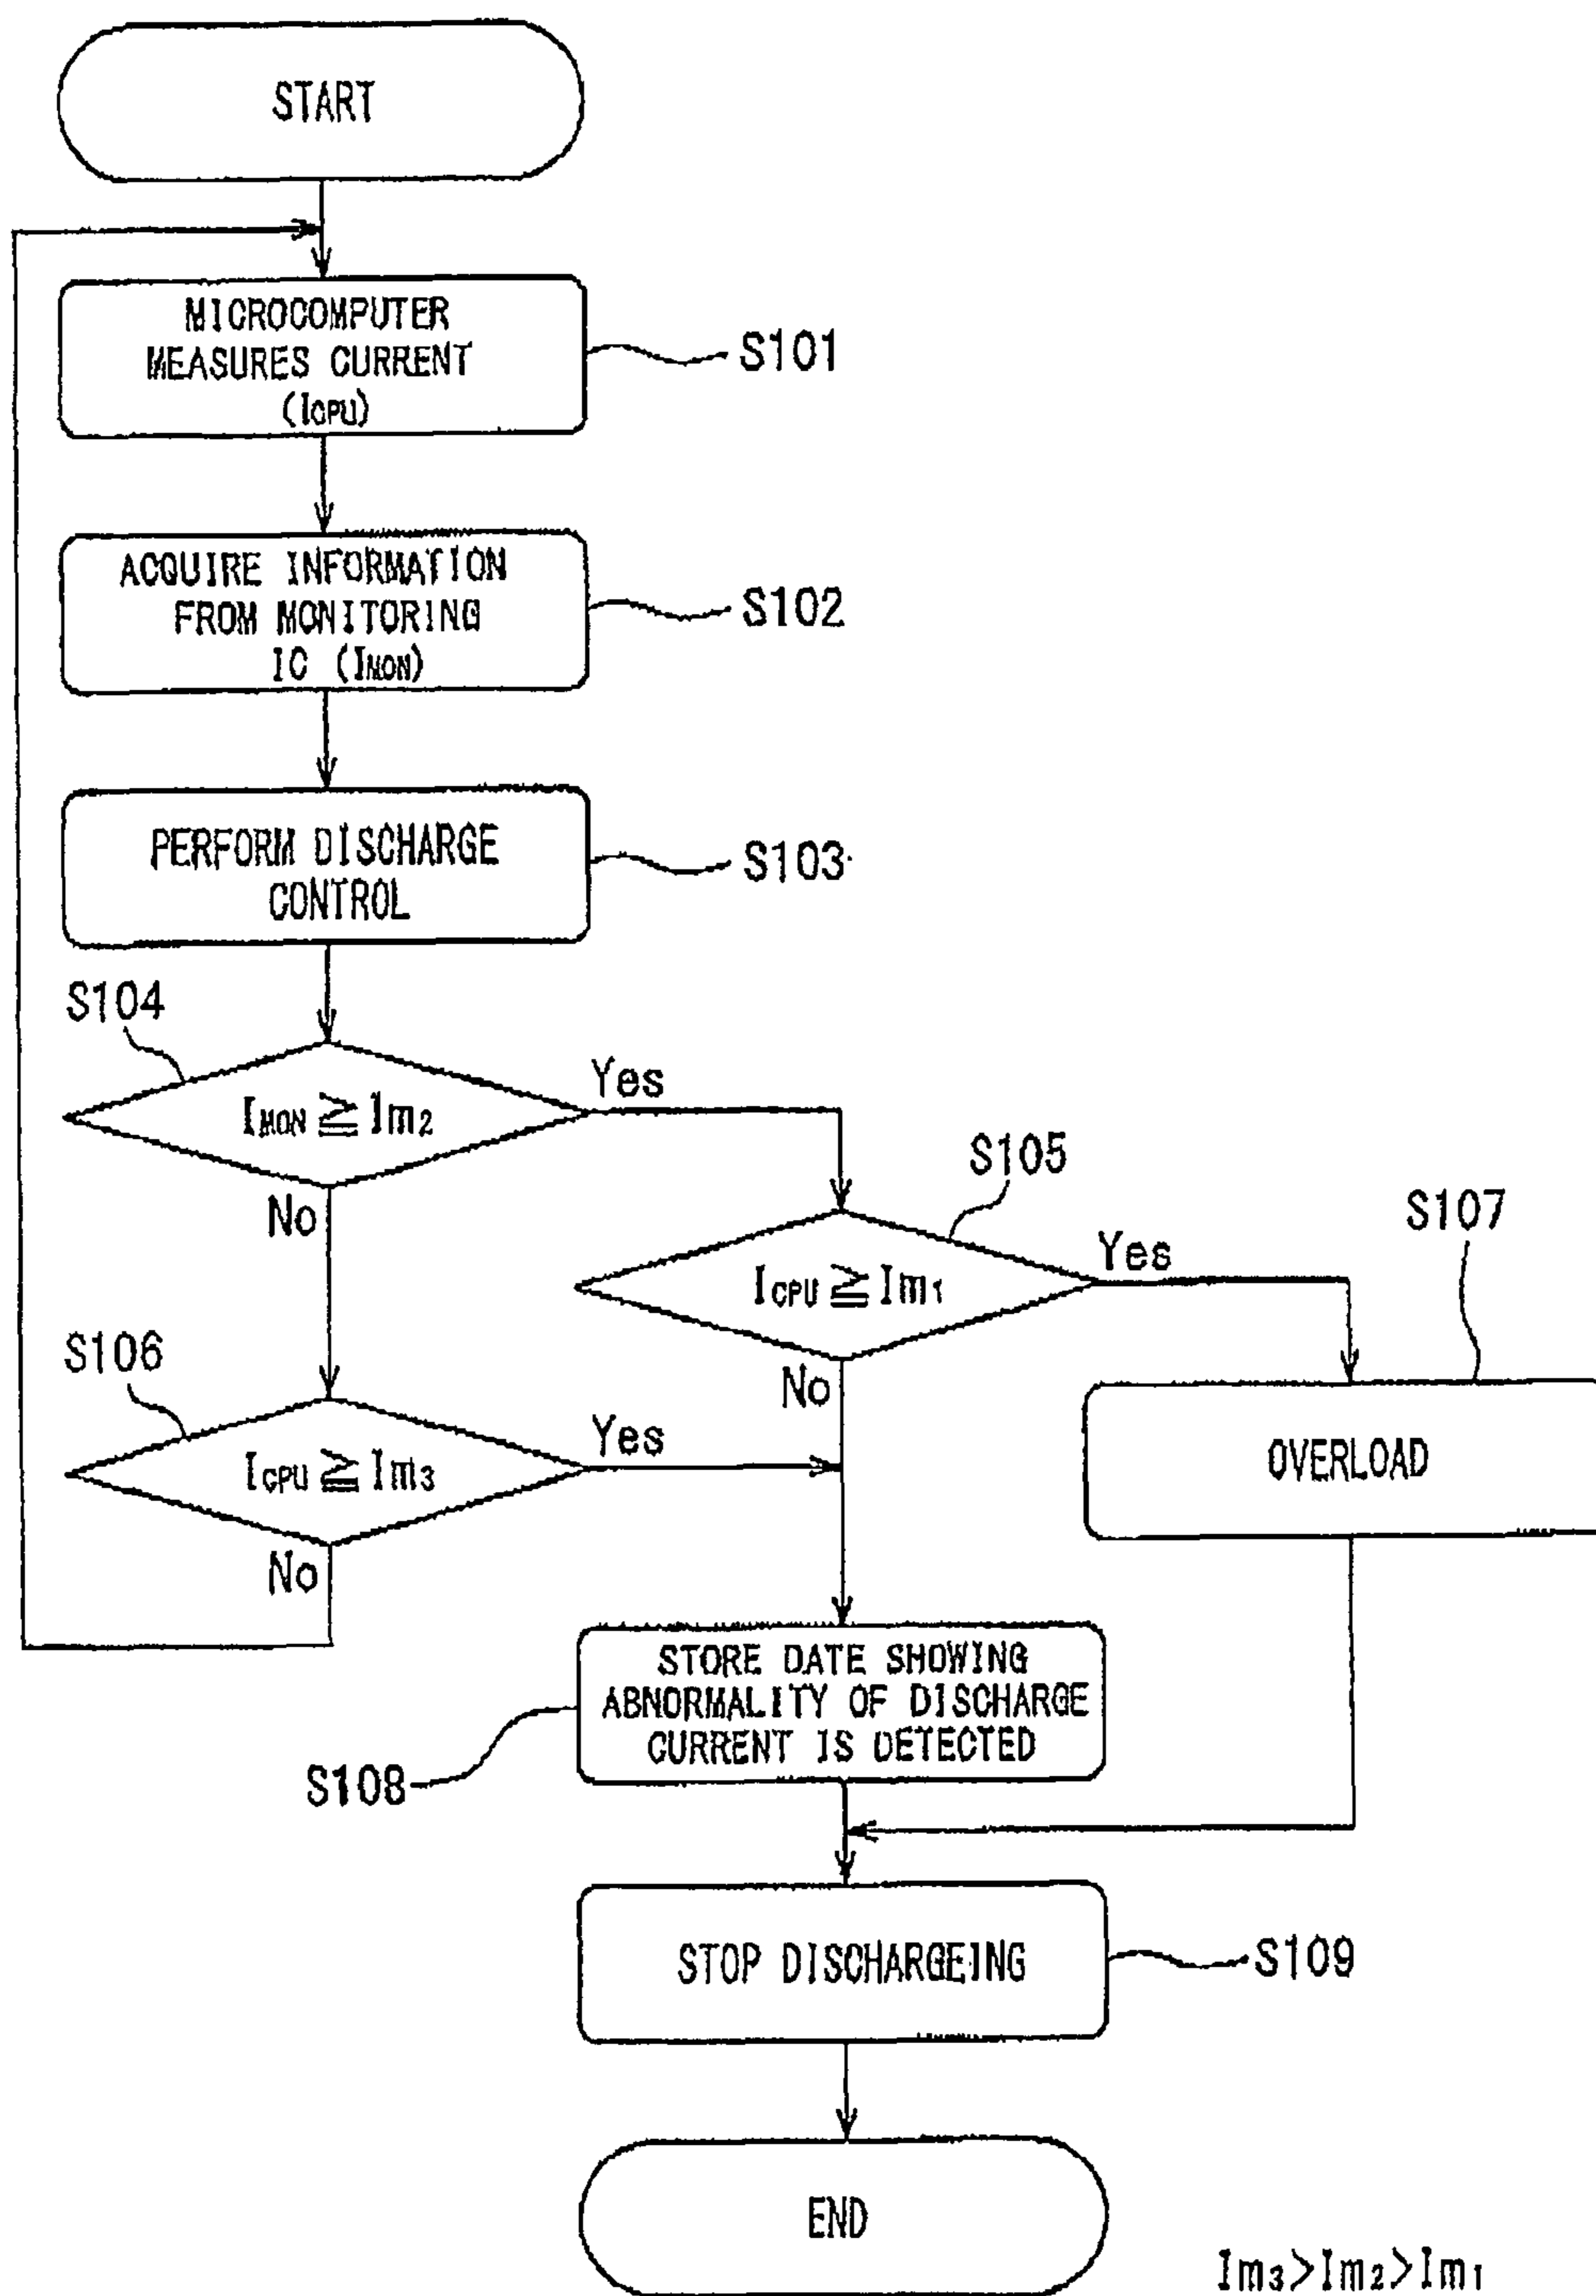 START
MICROCOMPUTER
MEASURES CURRENT
(ICPU)
S101
ACQUIRE INFORMATION
FROM MONITORING
IC (IMON)
S102
PERFORM DISCHARGE
CONTROL
S103
S104
IMON ≧ Im2
Yes
No
S105
ICPU ≧ Im1
Yes
No
S107
OVERLOAD
S106
ICPU ≧ Im3
Yes
No
STORE DATE SHOWING
ABNORMALITY OF DISCHARGE
CURRENT IS DETECTED
S108
STOP DISCHARGEING
S109
END
Im3>Im2>Im1